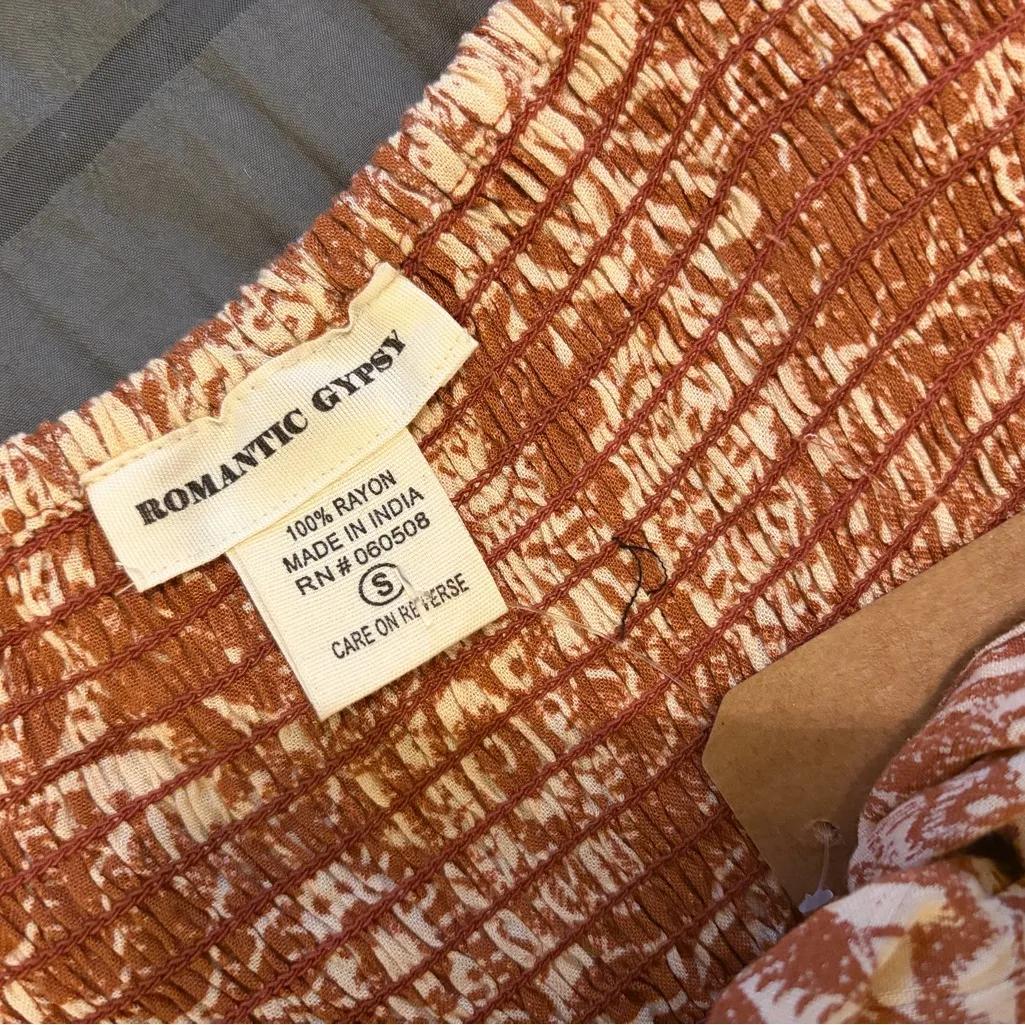 ROMANTIC GYPSY
100% RAYON
MADE IN INDIA
RN # 060508
S
CARE ON REVERSE